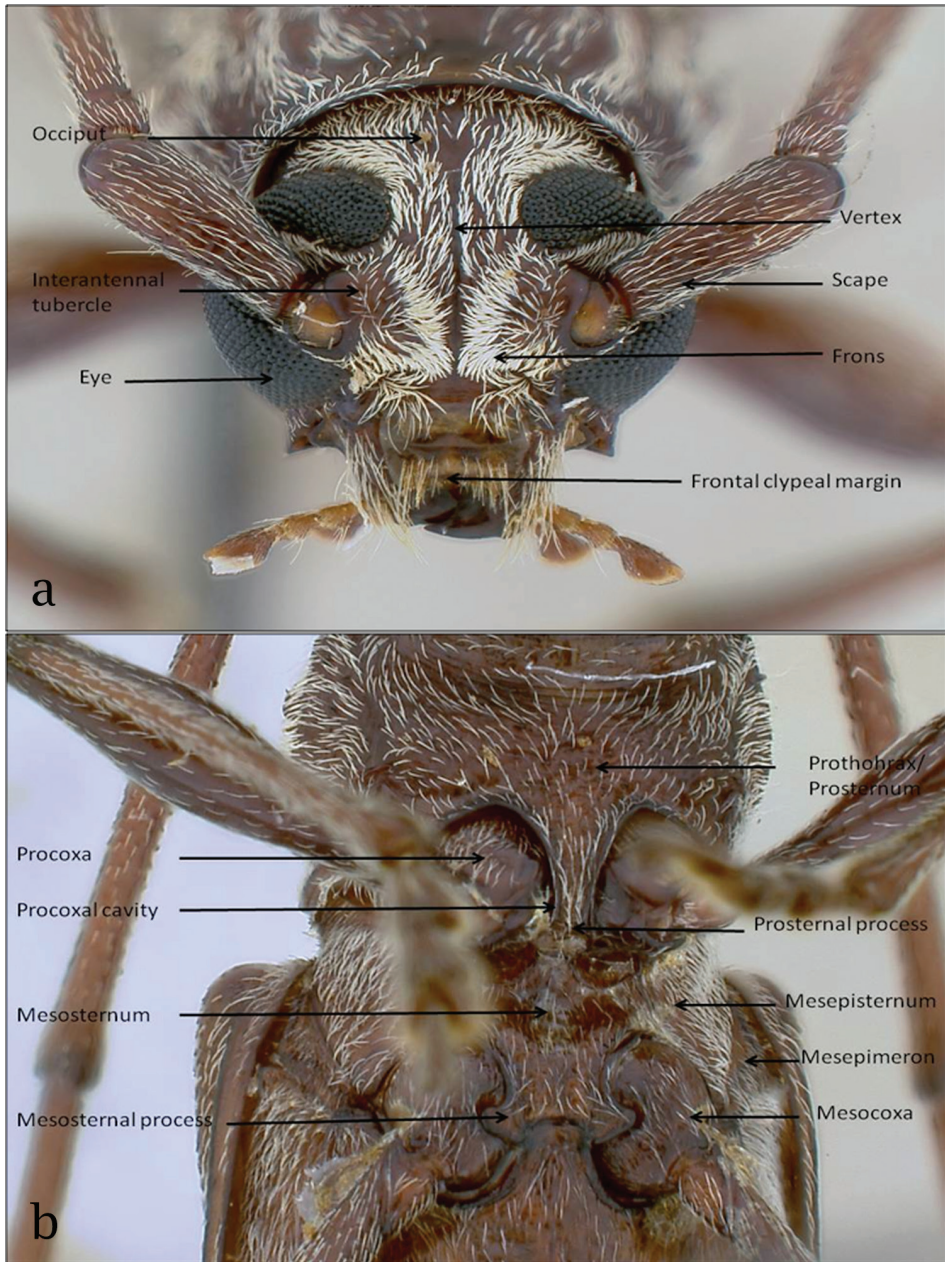 Occiput
Vertex
Interantennal
tubercle
Scape
Frons
Eye
Frontal clypeal margin
a
Prothohrax/
Prosternum
Procoxa
Procoxal cavity
Prosternal process
Mesosternum
Mesepisternum
Mesepimeron
Mesosternal process
Mesocoxa
b